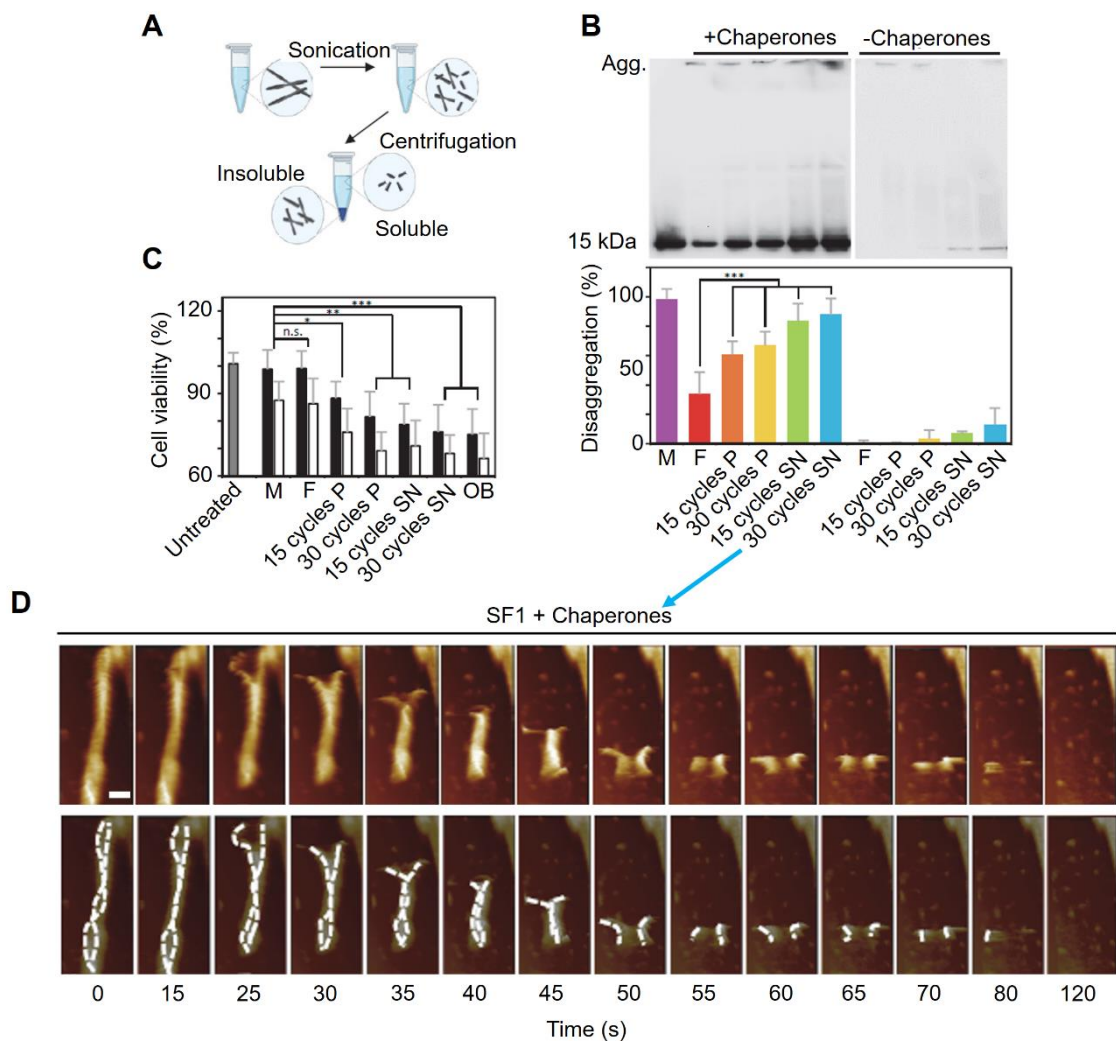 A
Sonication
Centrifugation
Insoluble
Soluble
B
+Chaperones
-Chaperones
Agg.
15 kDa
Disaggregation (%)
100
50
0
***
M
F
15 cycles P
30 cycles P
15 cycles SN
30 cycles SN
F
15 cycles P
30 cycles P
15 cycles SN
30 cycles SN
C
Cell viability (%)
120
90
60
***
**
*
n.s.
Untreated
M
F
15 cycles P
30 cycles P
15 cycles SN
30 cycles SN
OB
D
SF1 + Chaperones
0 15 25 30 35 40 45 50 55 60 65 70 80 120
Time (s)